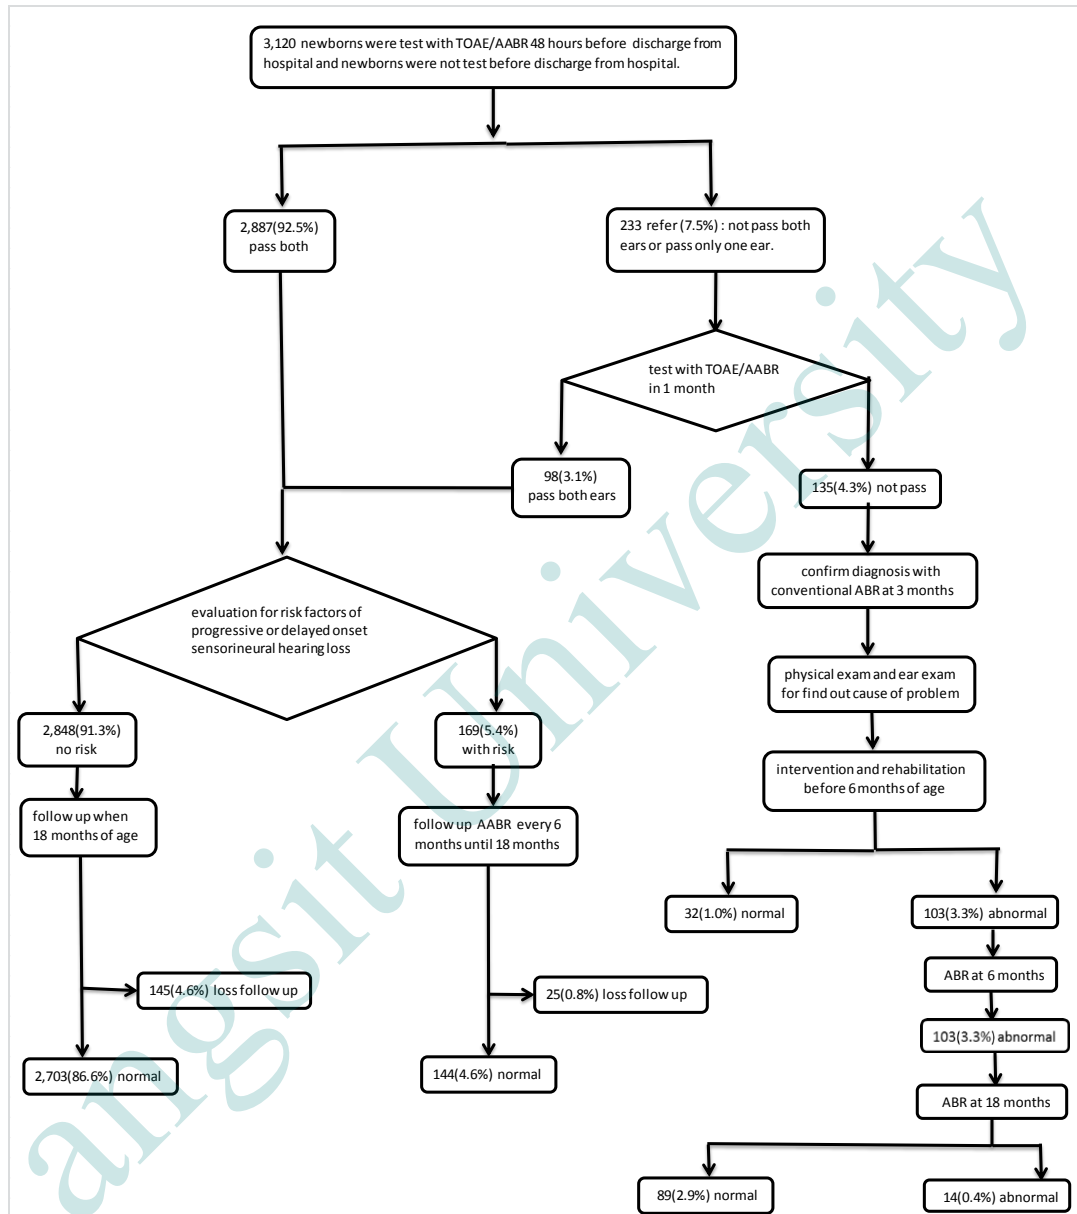 3,120 newborns were test with TOAE/AABR 48 hours before discharge from
hospital and newborns were not test before discharge from hospital.
2,887(92.5%)
pass both
233 refer (7.5%) : not pass both
ears or pass only one ear.
test with TOAE/AABR
in 1 month
98(3.1%)
pass both ears
135(4.3%) not pass
confirm diagnosis with
conventional ABR at 3 months
evaluation for risk factors of
progressive or delayed onset
sensorineural hearing loss
physical exam and ear exam
for find out cause of problem
2,848(91.3%)
no risk
169(5.4%)
with risk
intervention and rehabilitation
before 6 months of age
follow up when
18 months of age
follow up AABR every 6
months until 18 months
32(1.0%) normal
103(3.3%) abnormal
ABR at 6 months
145(4.6%) loss follow up
25(0.8%) loss follow up
103(3.3%) abnormal
2,703(86.6%) normal
144(4.6%) normal
ABR at 18 months
89(2.9%) normal
14(0.4%) abnormal
angsit University